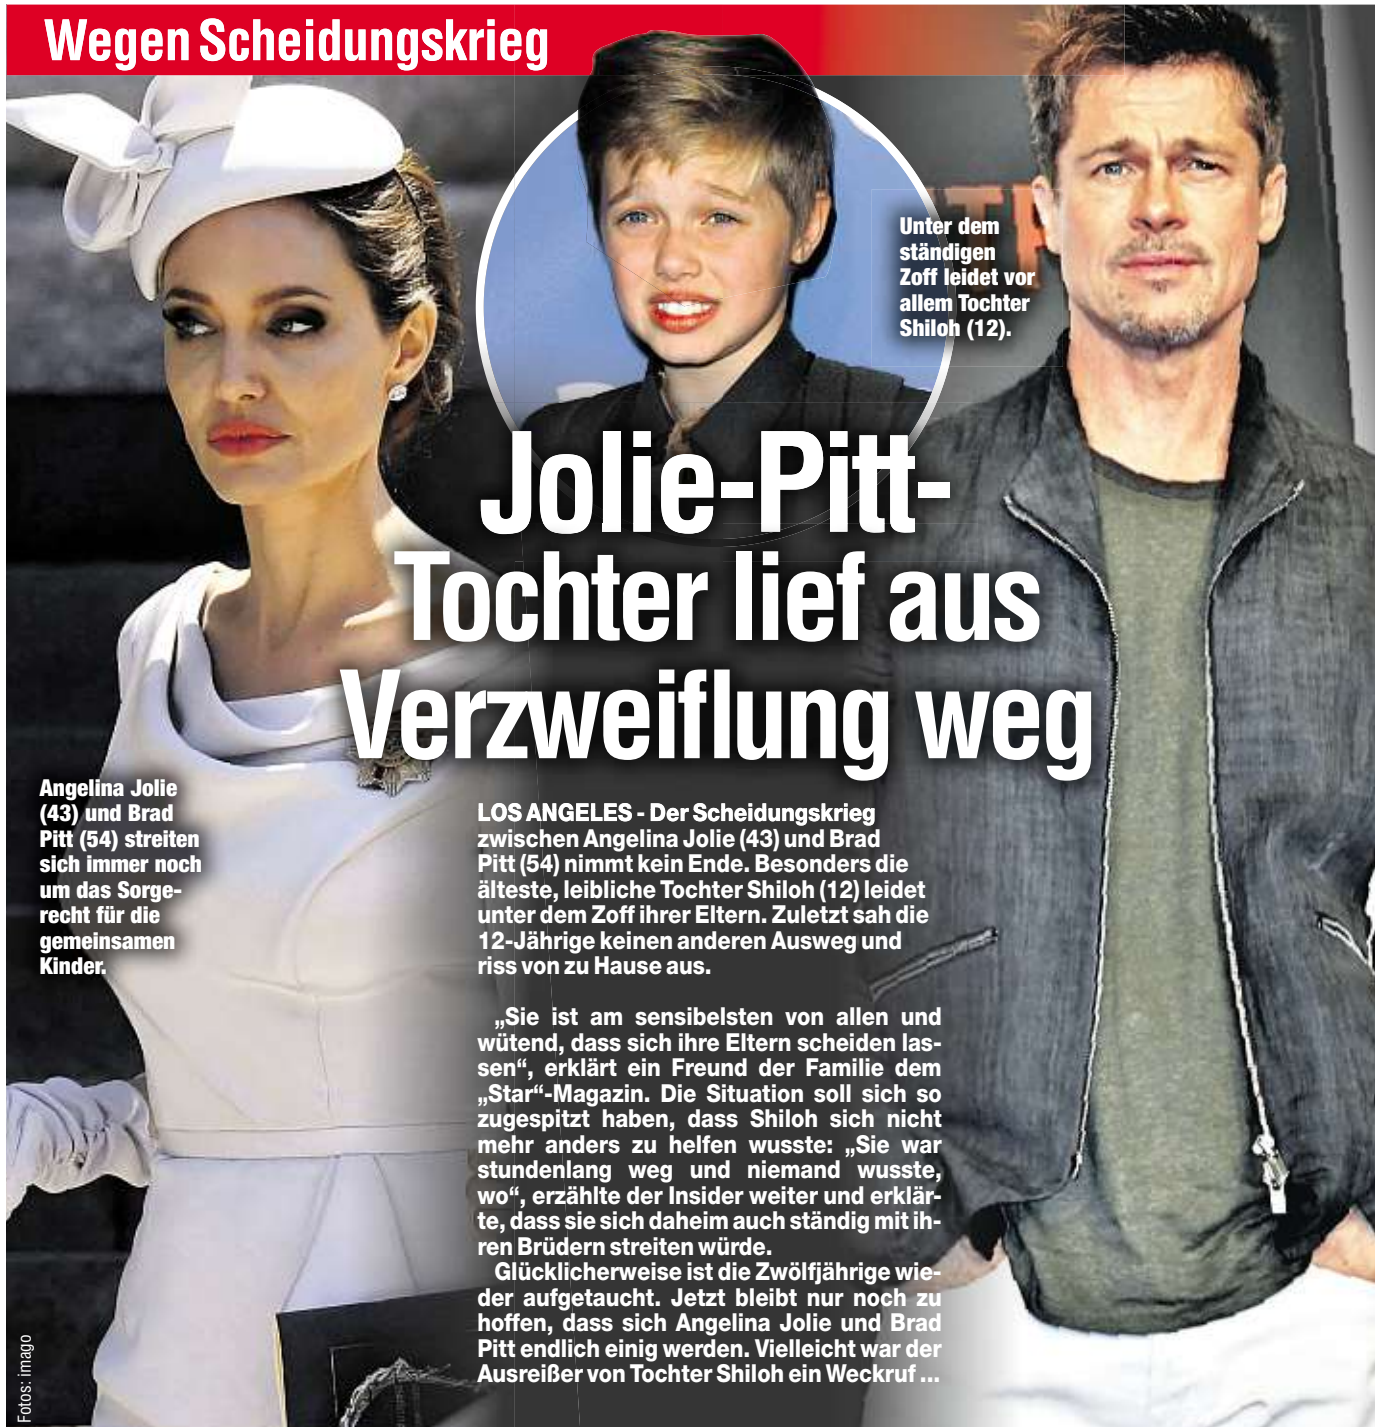 Wegen Scheidungskrieg
Unter dem
ständigen
Zoff leidet vor
allem Tochter
Shiloh (12).
Jolie-Pitt-
Tochter lief aus
Verzweiflung weg
Angelina Jolie
(43) und Brad
Pitt (54) streiten
sich immer noch
um das Sorge-
recht für die
gemeinsamen
Kinder.
LOS ANGELES - Der Scheidungskrieg
zwischen Angelina Jolie (43) und Brad
Pitt (54) nimmt kein Ende. Besonders die
älteste, leibliche Tochter Shiloh (12) leidet
unter dem Zoff ihrer Eltern. Zuletzt sah die
12-Jährige keinen anderen Ausweg und
riss von zu Hause aus.
„Sie ist am sensibelsten von allen und
wütend, dass sich ihre Eltern scheiden las-
sen“, erklärt ein Freund der Familie dem
„Star“-Magazin. Die Situation soll sich so
zugespitzt haben, dass Shiloh sich nicht
mehr anders zu helfen wusste: „Sie war
stundenlang weg und niemand wusste,
wo“, erzählte der Insider weiter und erklär-
te, dass sie sich daheim auch ständig mit ih-
ren Brüdern streiten würde.
Glücklicherweise ist die Zwölfjährige wie-
der aufgetaucht. Jetzt bleibt nur noch zu
hoffen, dass sich Angelina Jolie und Brad
Pitt endlich einig werden. Vielleicht war der
Ausreißer von Tochter Shiloh ein Weckruf ...
Fotos: imago